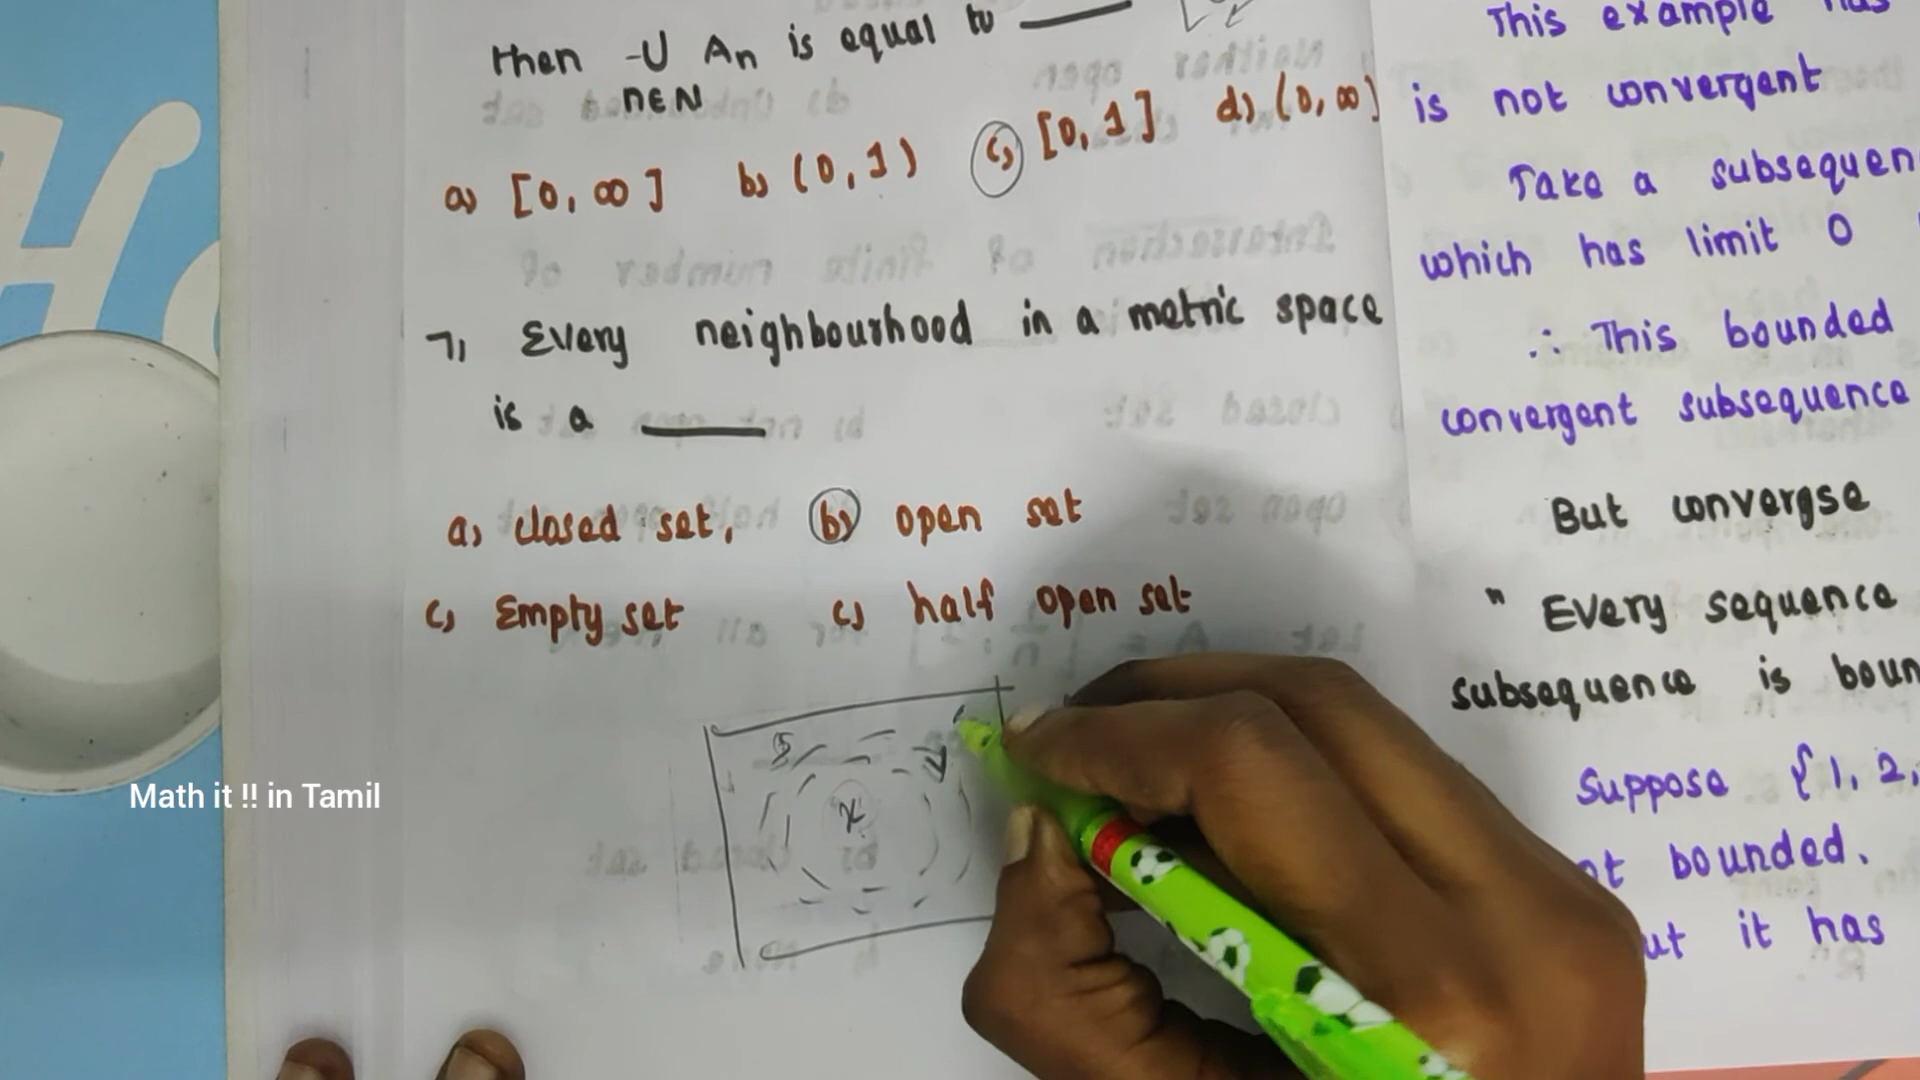 then -U An is equal to
nEN
a) [0, ∞] b) (0, 1) c) [0, 1] d) (0, ∞)
7) Every neighbourhood in a metric space
is a ____
a) closed set, b) open set
c) Empty set c) half open set
x
y
This example has
is not convergent
Take a subsequen
which has limit 0
∴ This bounded
convergent subsequence
But convergse
" Every sequence
subsequence is boun
Suppose {1, 2,
bounded.
it has
Math it !! in Tamil